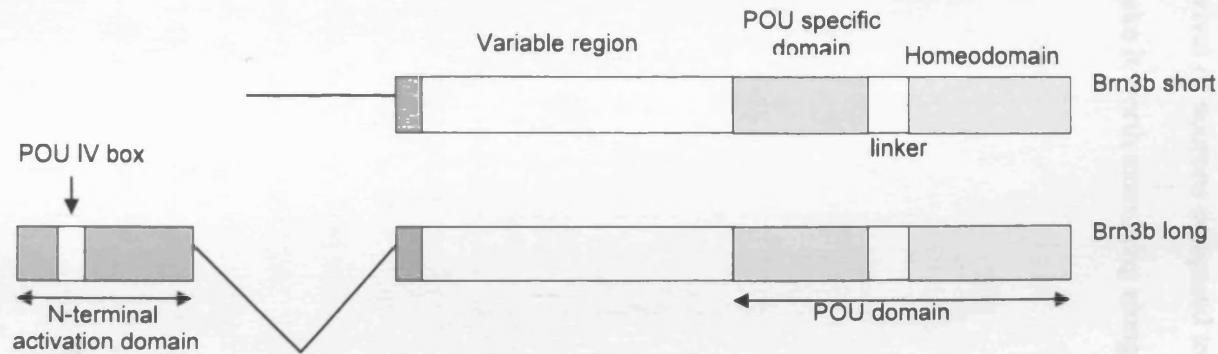 Variable region
POU specific
domain
Homeodomain
Brn3b short
linker
POU IV box
Brn3b long
N-terminal
activation domain
POU domain